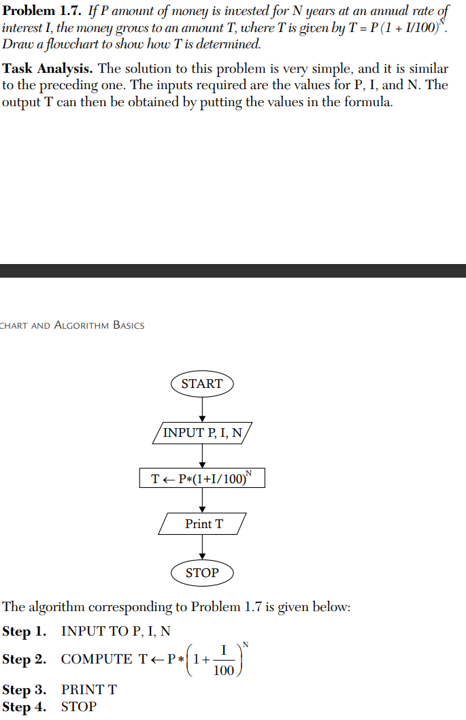 Problem 1.7. If P amount of money is invested for N years at an annual rate of
interest I, the money grows to an amount T, where T is given by T = P (1 + I/100)^N.
Draw a flowchart to show how T is determined.
Task Analysis. The solution to this problem is very simple, and it is similar
to the preceding one. The inputs required are the values for P, I, and N. The
output T can then be obtained by putting the values in the formula.
CHART AND ALGORITHM BASICS
START
INPUT P, I, N
T ← P*(1+I/100)^N
Print T
STOP
The algorithm corresponding to Problem 1.7 is given below:
Step 1. INPUT TO P, I, N
Step 2. COMPUTE T ← P * (1 + I/100)^N
Step 3. PRINT T
Step 4. STOP